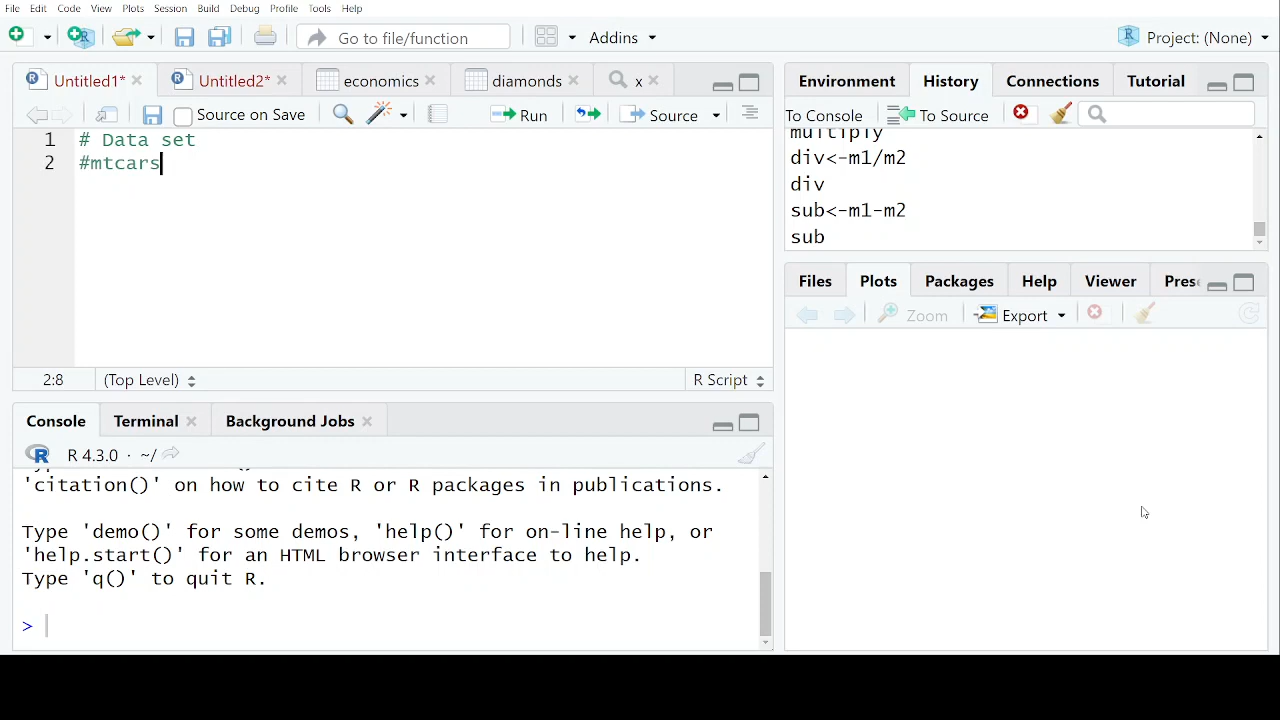 File Edit Code View Plots Session Build Debug Profile Tools Help
Go to file/function Addins Project: (None)
Untitled1* Untitled2* economics diamonds x
Source on Save Run Source
1 # Data set
2 #mtcars
2:8 (Top Level) R Script
Console Terminal Background Jobs
R 4.3.0 · ~/
'citation()' on how to cite R or R packages in publications.
Type 'demo()' for some demos, 'help()' for on-line help, or
'help.start()' for an HTML browser interface to help.
Type 'q()' to quit R.
>
Environment History Connections Tutorial
To Console To Source
multiply
div<-m1/m2
div
sub<-m1-m2
sub
Files Plots Packages Help Viewer
Zoom Export